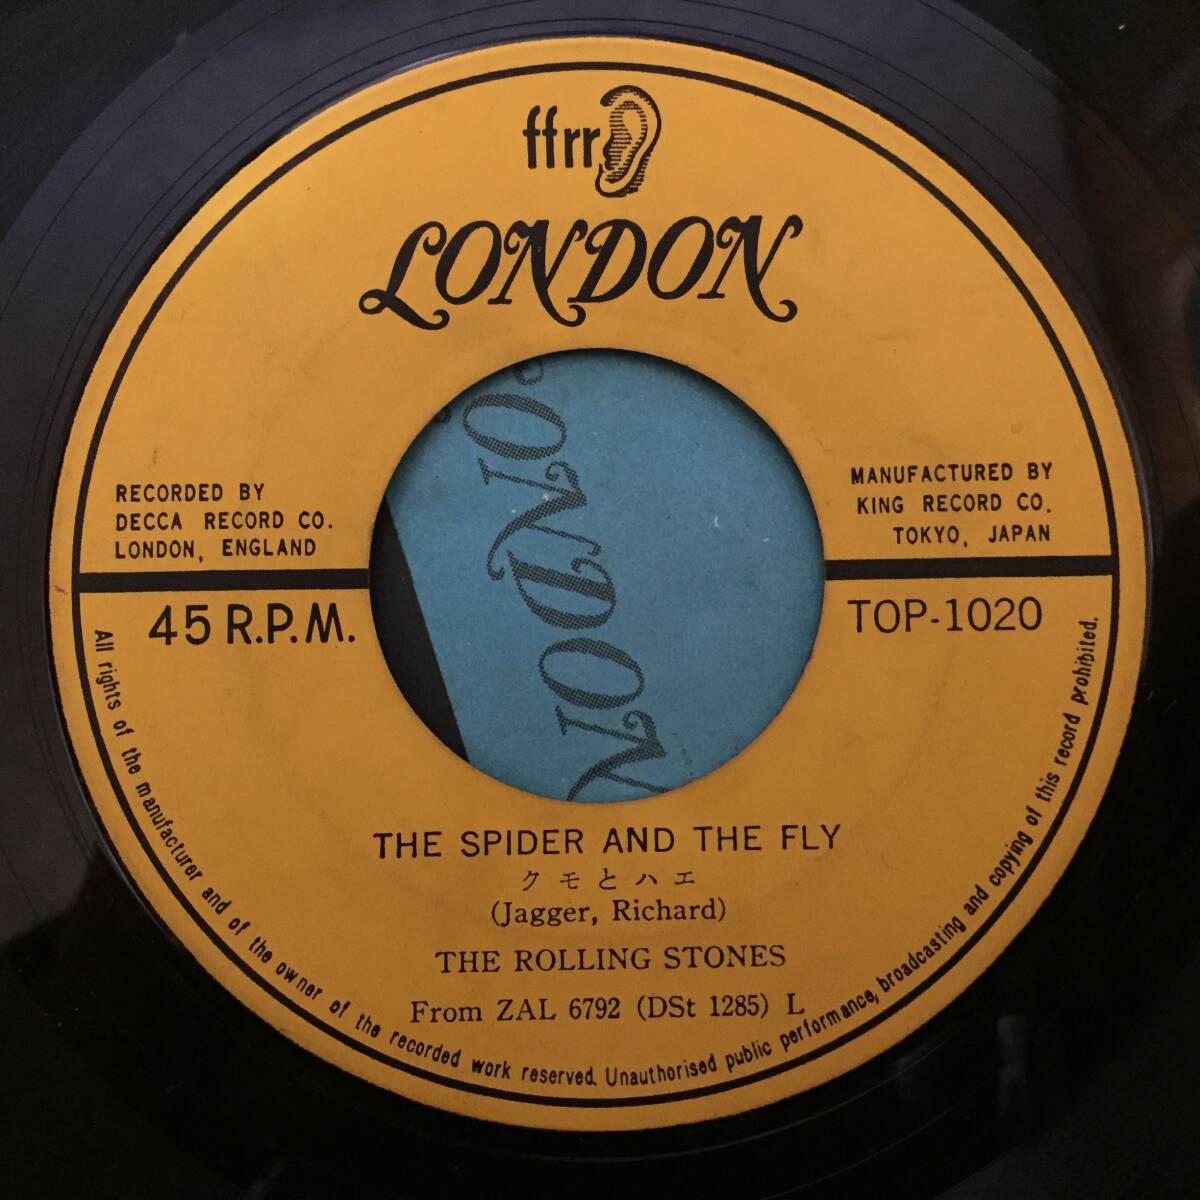 ffrr
LONDON
RECORDED BY
DECCA RECORD CO.
LONDON, ENGLAND
MANUFACTURED BY
KING RECORD CO.
TOKYO, JAPAN
45 R.P.M.
TOP-1020
THE SPIDER AND THE FLY
クモとハエ
(Jagger, Richard)
THE ROLLING STONES
From ZAL 6792 (DSt 1285) L
All rights of the manufacturer and of the owner of the recorded work reserved. Unauthorised public performance, broadcasting and copying of this record prohibited.